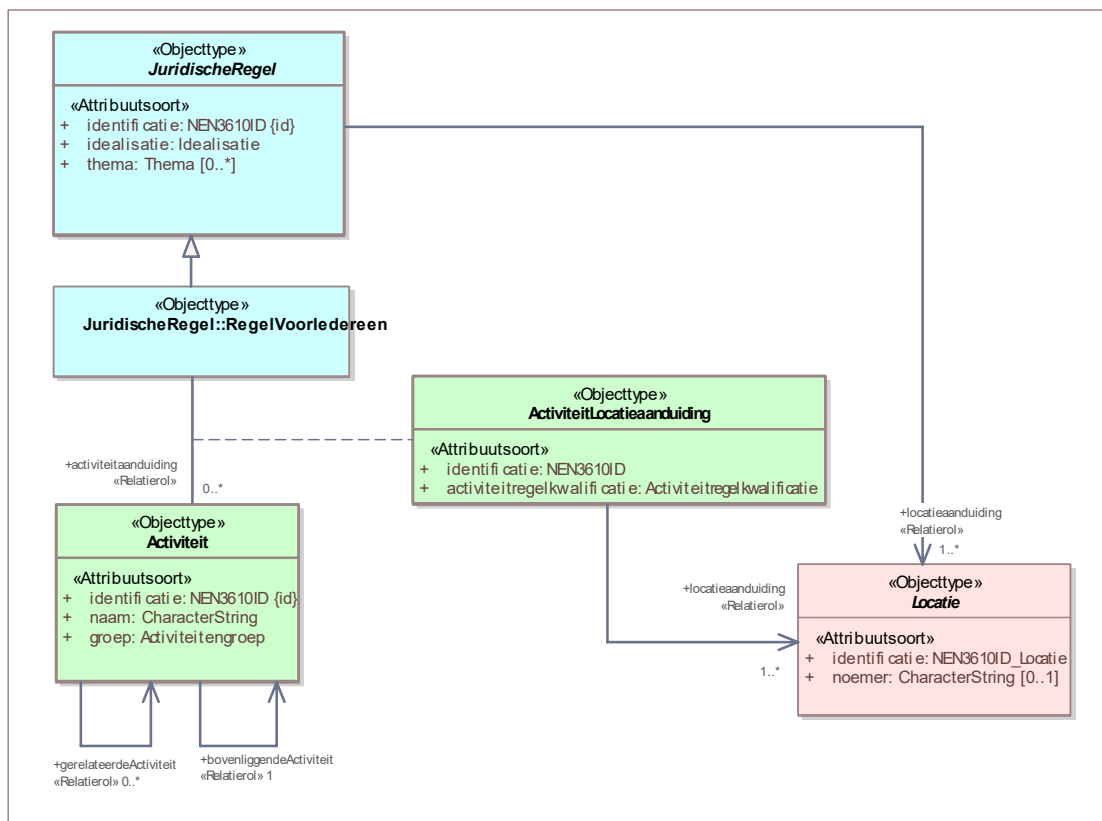 «Objecttype»
JuridischeRegel
«Attribuutsoort»
+ identificatie: NEN3610ID {id}
+ idealisatie: Idealisatie
+ thema: Thema [0..*]
«Objecttype»
JuridischeRegel::RegelVoorIedereen
«Objecttype»
ActiviteitLocatieaanduiding
«Attribuutsoort»
+ identificatie: NEN3610ID
+ activiteitregelkwalificatie: Activiteitregelkwalificatie
+activiteitaanduiding
«Relatierol»
0..*
«Objecttype»
Activiteit
«Attribuutsoort»
+ identificatie: NEN3610ID {id}
+ naam: CharacterString
+ groep: Activiteitengroep
+locatieaanduiding
«Relatierol»
1..*
+locatieaanduiding
«Relatierol»
1..*
«Objecttype»
Locatie
«Attribuutsoort»
+ identificatie: NEN3610ID_Locatie
+ noemer: CharacterString [0..1]
+gerelateerdeActiviteit
«Relatierol» 0..*
+bovenliggendeActiviteit
«Relatierol» 1